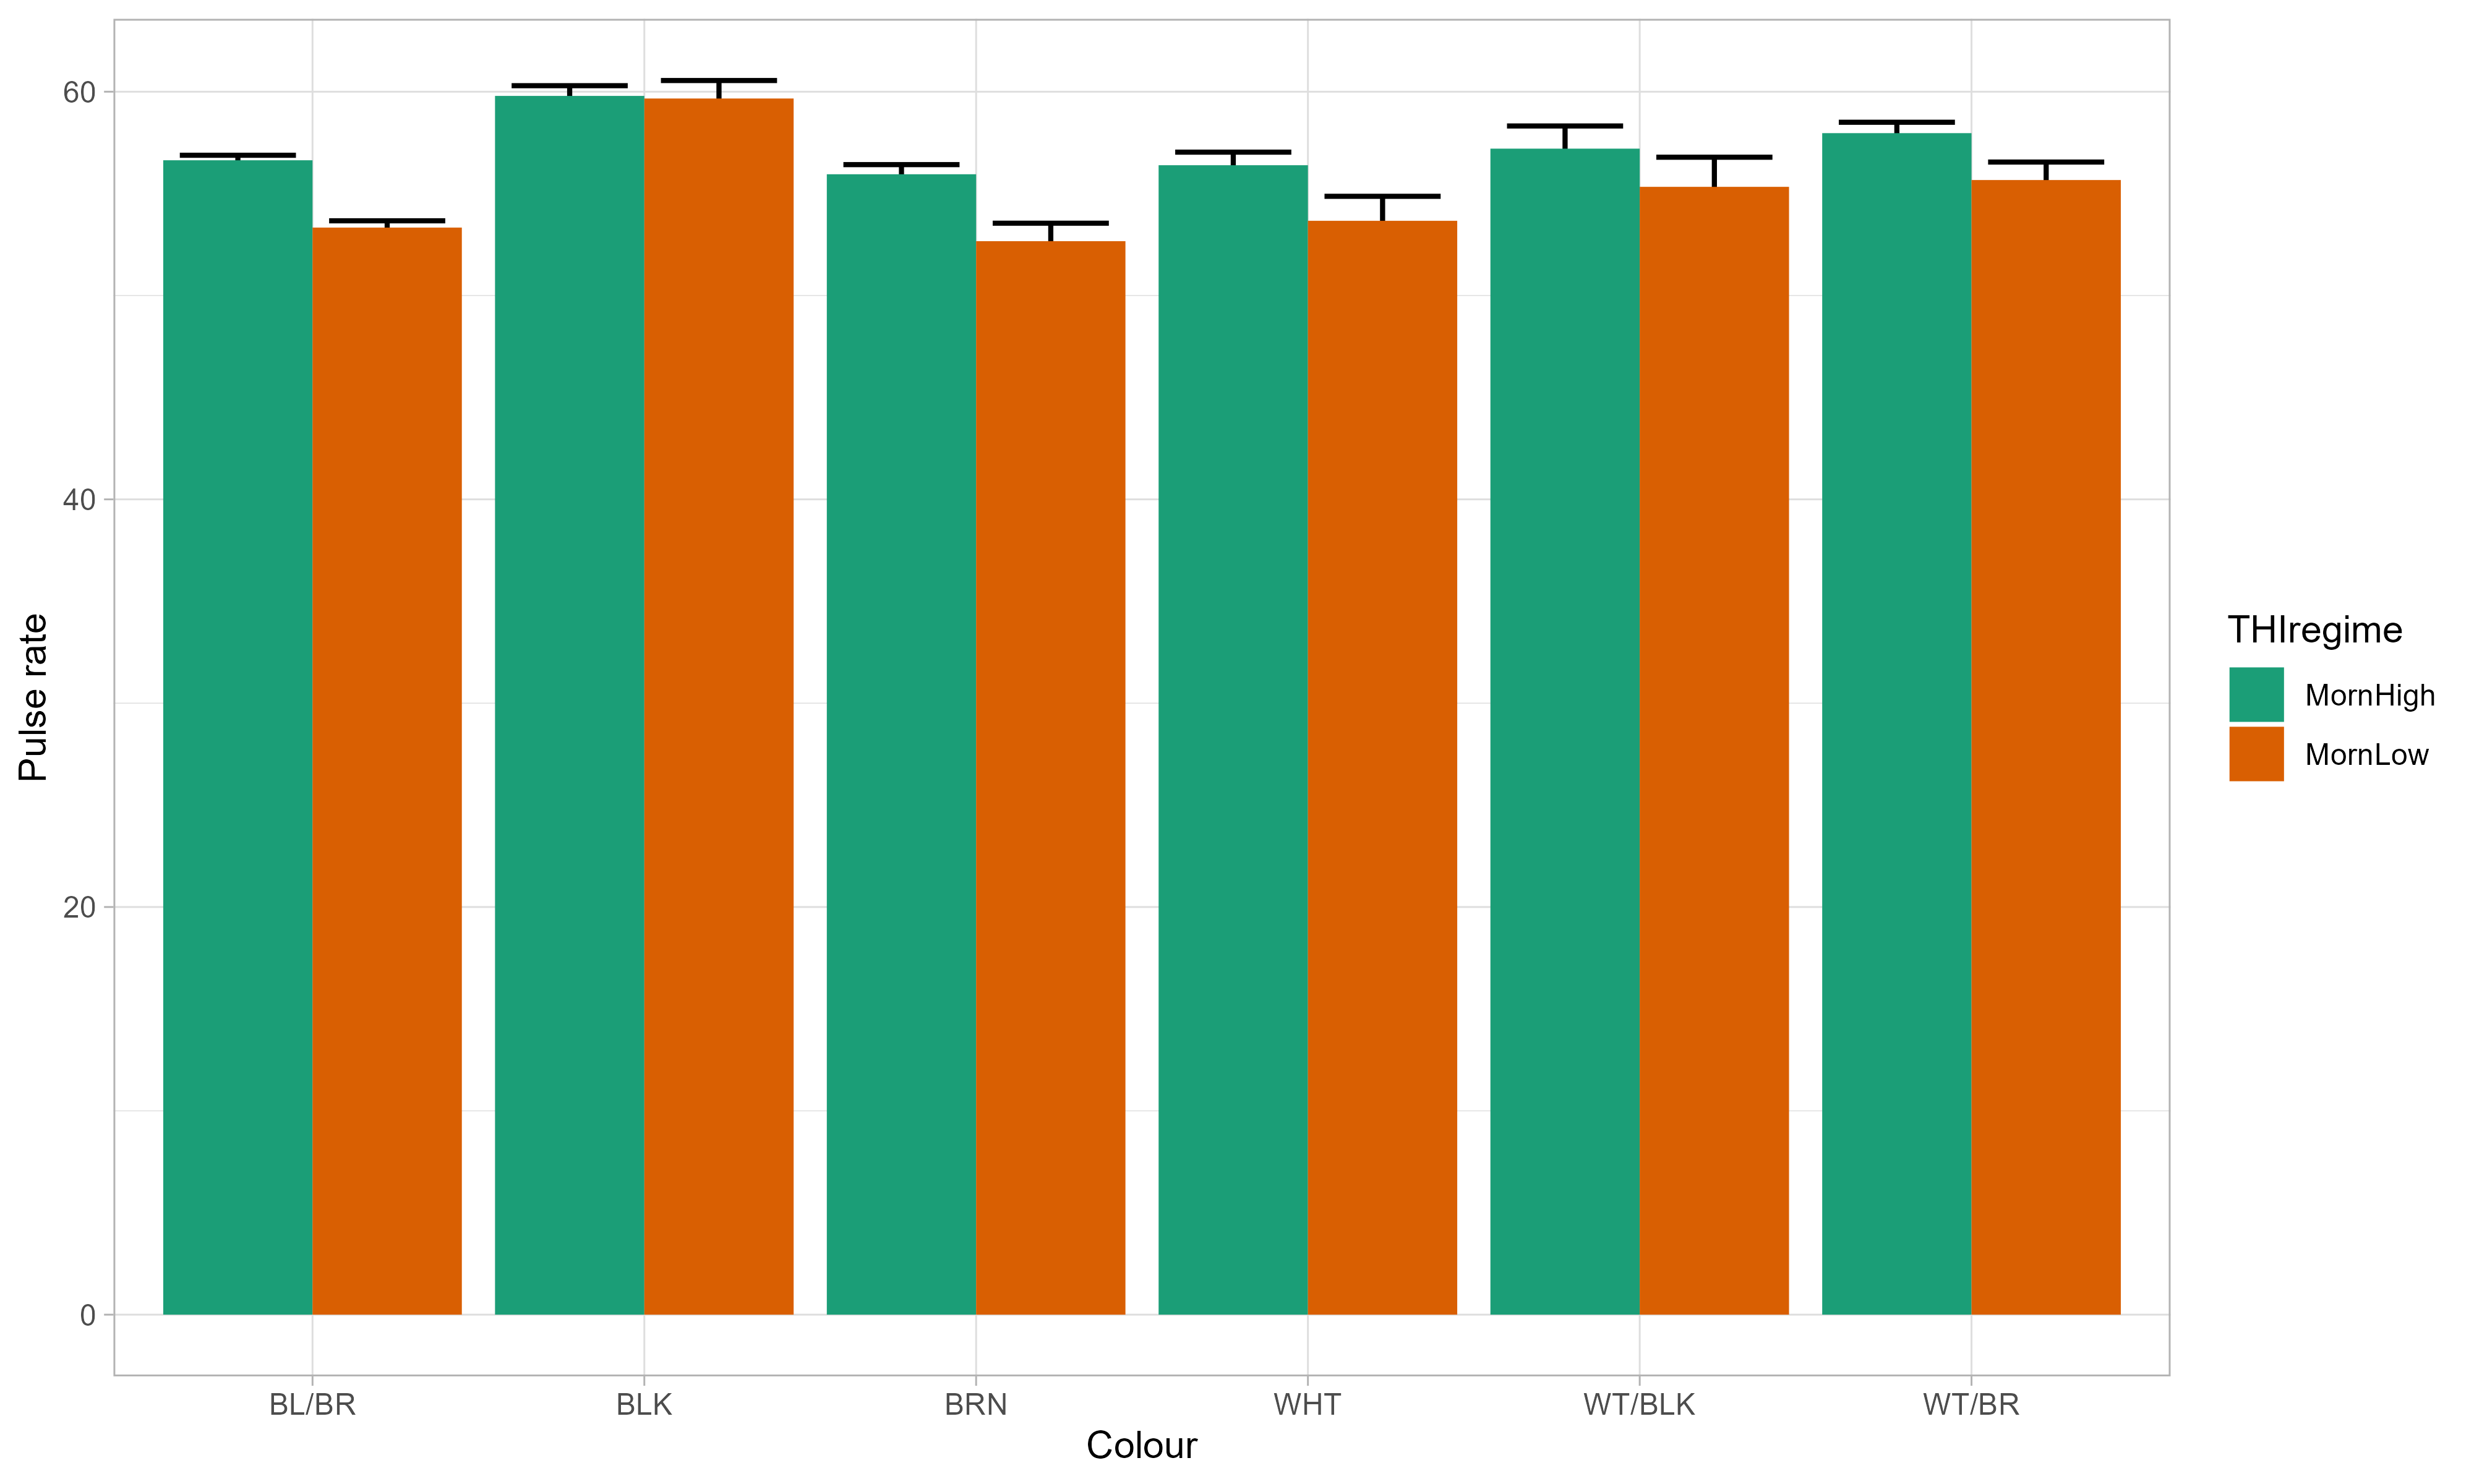 60
40
20
0
Pulse rate
BL/BR BLK BRN WHT WT/BLK WT/BR
Colour
THIregime
MornHigh
MornLow